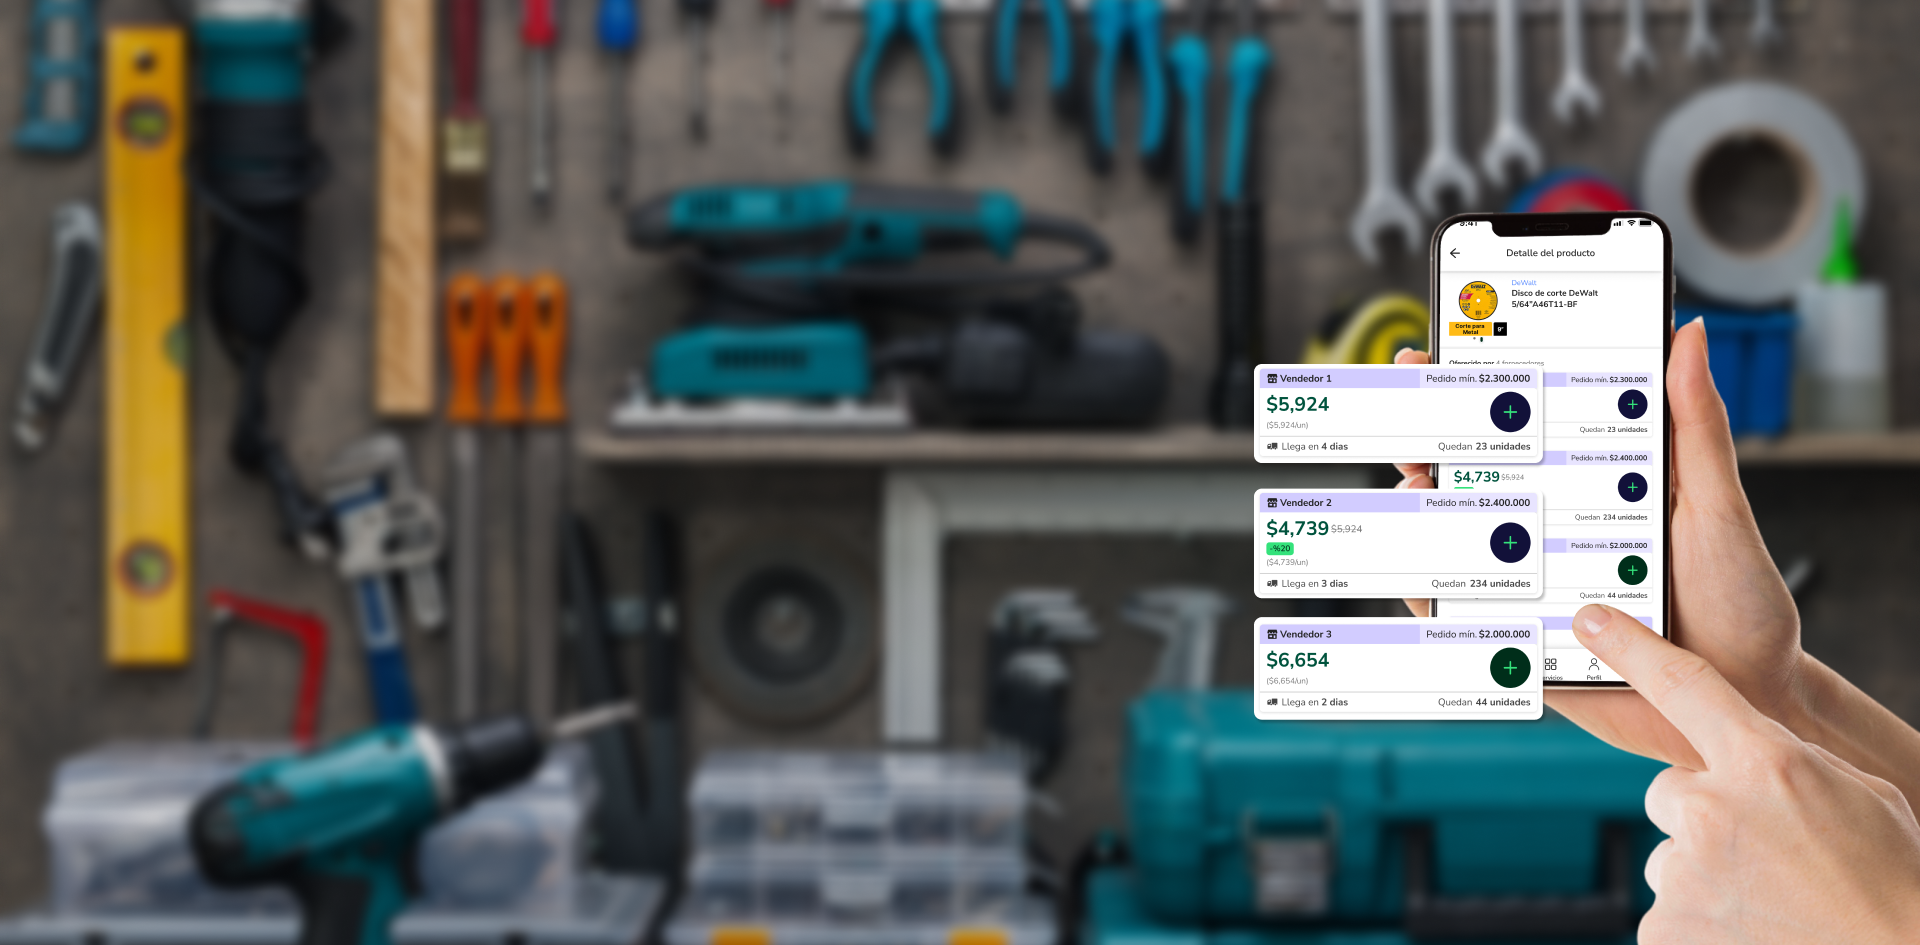 9:41
Detalle del producto
DeWalt
Disco de corte DeWalt
5/64"A46T11-BF
DEWALT
Corte para
Metal
9"
Oferecido por 4 fornecedores
Vendedor 1 Pedido mín. $2.300.000
$5,924
($5,924/un)
Llega en 4 dias Quedan 23 unidades
Vendedor 2 Pedido mín. $2.400.000
$4,739 $5,924
-%20
($4,739/un)
Llega en 3 dias Quedan 234 unidades
Vendedor 3 Pedido mín. $2.000.000
$6,654
($6,654/un)
Llega en 2 dias Quedan 44 unidades
Pedido mín. $2.300.000
Quedan 23 unidades
Pedido mín. $2.400.000
$4,739 $5,924
Quedan 234 unidades
Pedido mín. $2.000.000
Quedan 44 unidades
Perfil